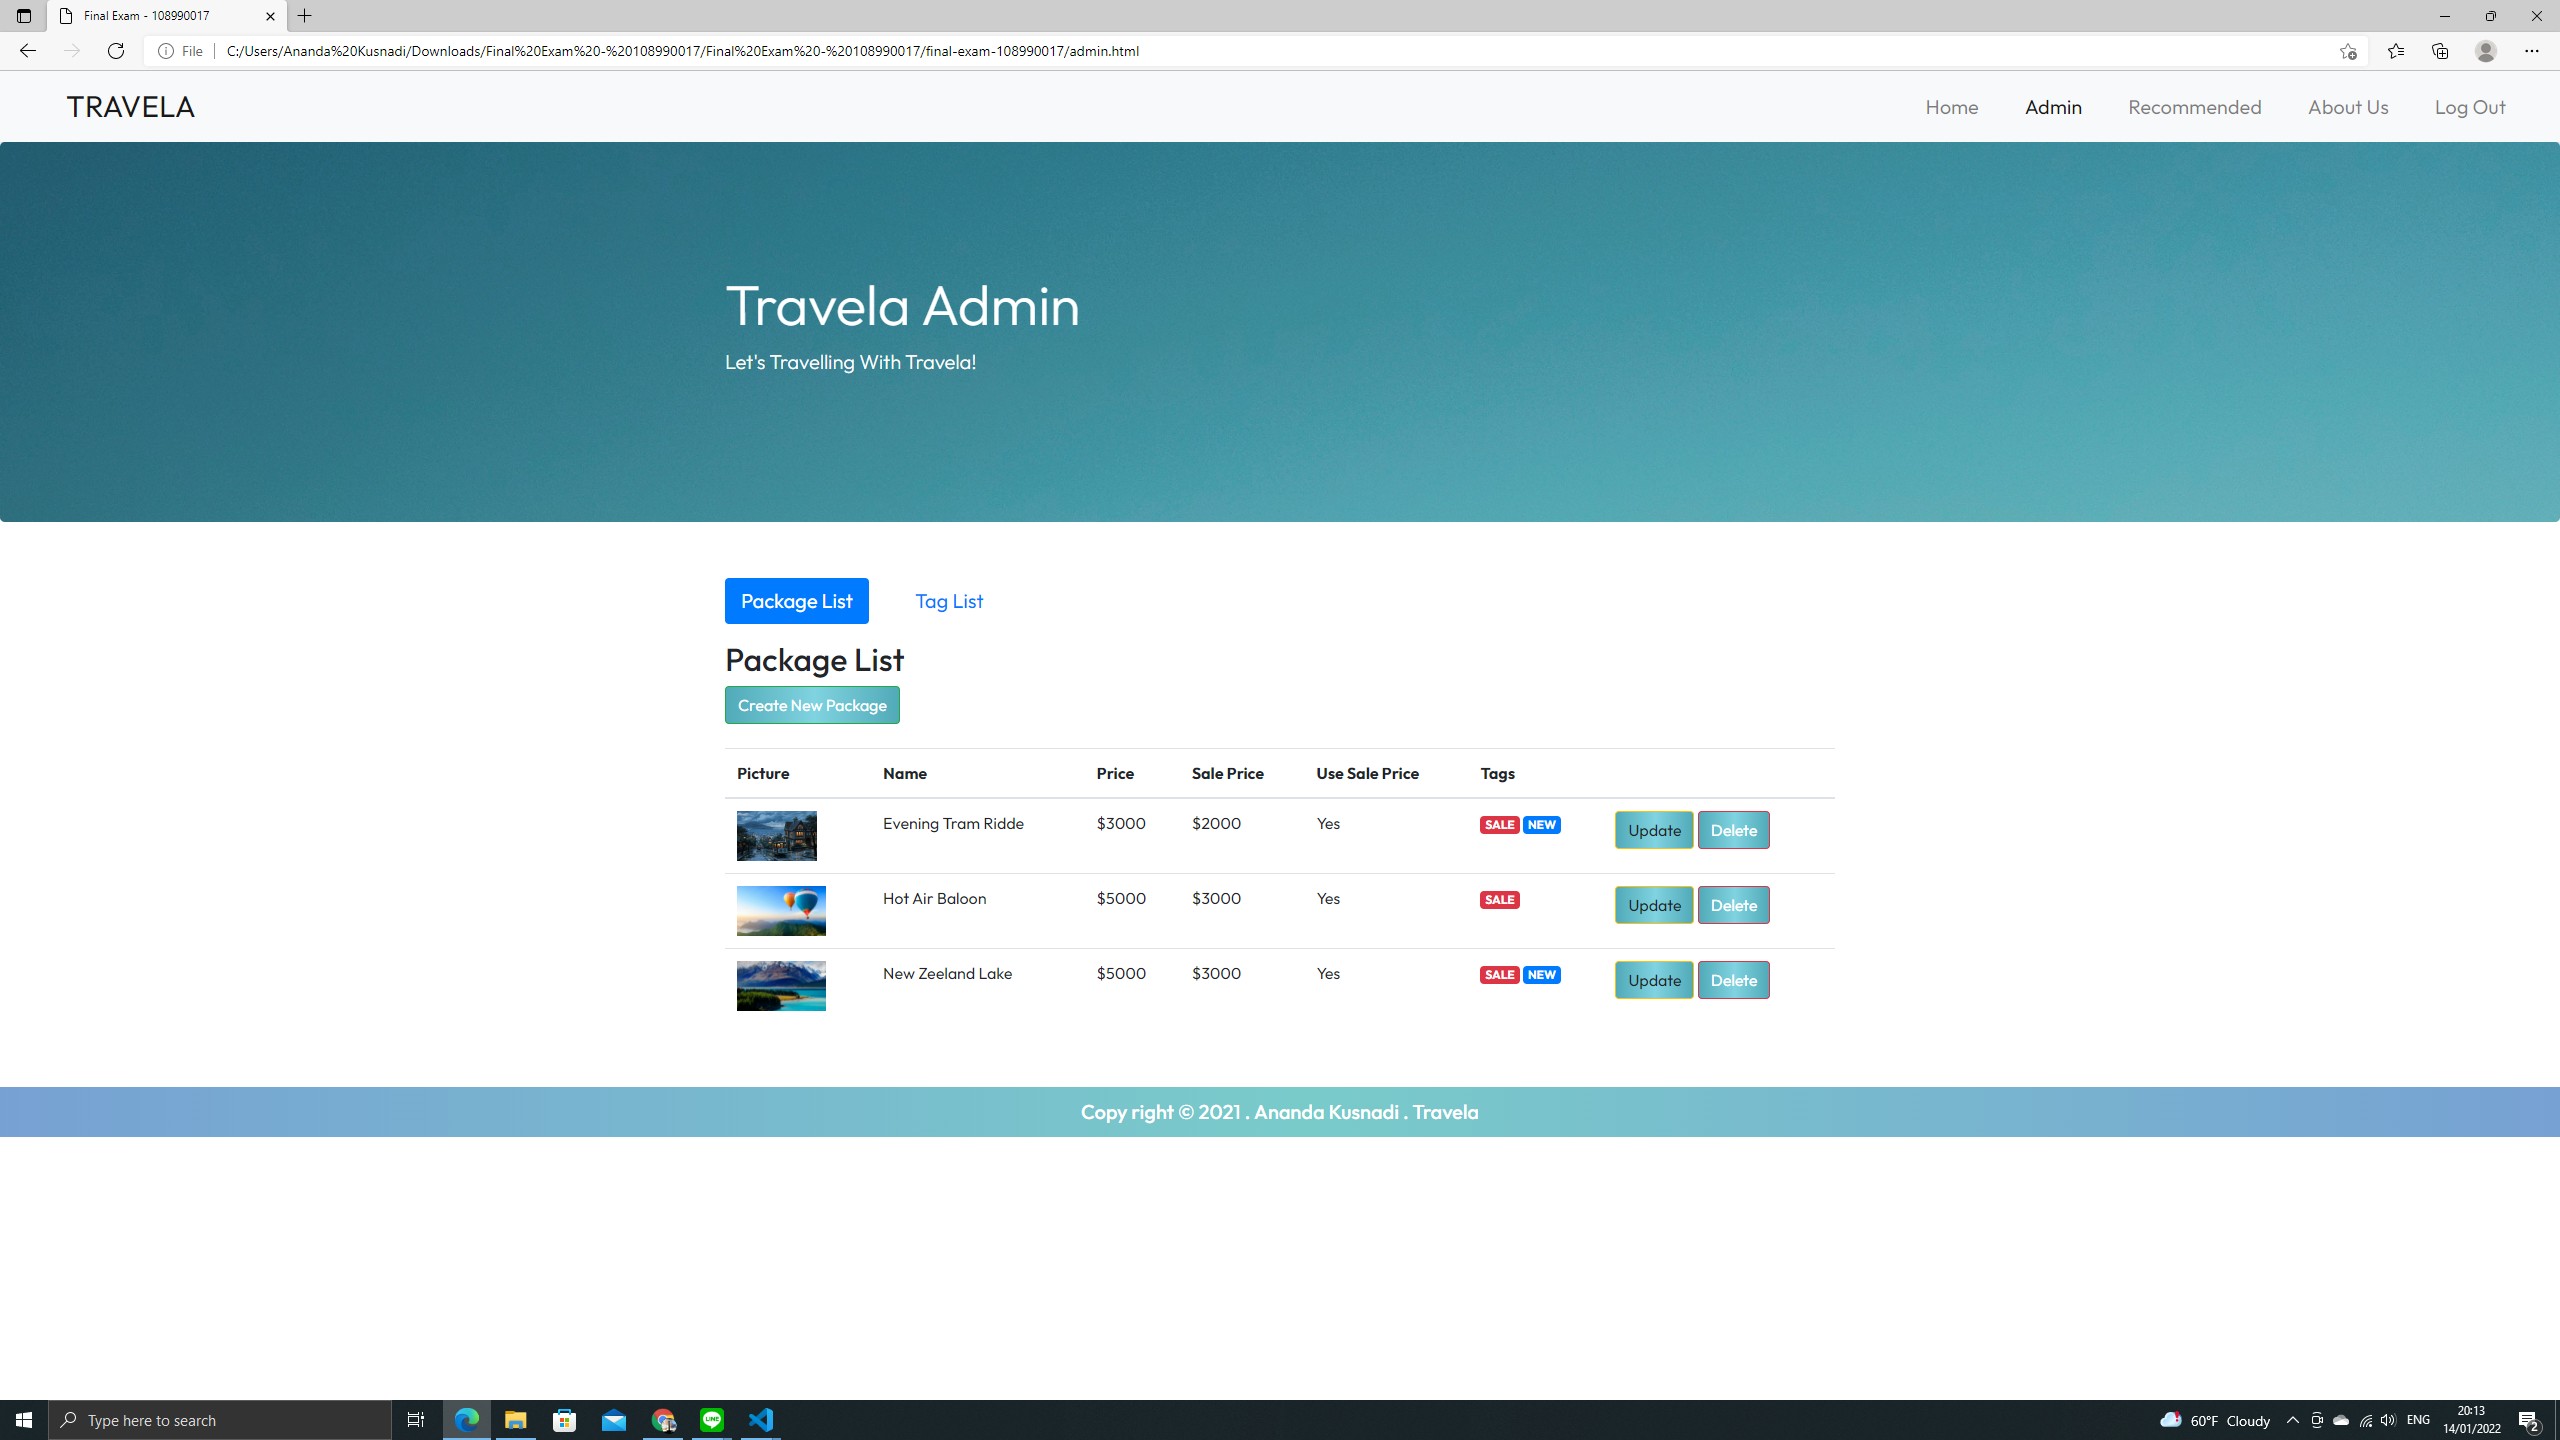 Final Exam - 108990017
File
C:/Users/Ananda%20Kusnadi/Downloads/Final%20Exam%20-%20108990017/Final%20Exam%20-%20108990017/final-exam-108990017/admin.html
TRAVELA
Home Admin Recommended About Us Log Out
Travela Admin
Let's Travelling With Travela!
Package List Tag List
Package List
Create New Package
Picture Name Price Sale Price Use Sale Price Tags
Evening Tram Ridde $3000 $2000 Yes SALE NEW Update Delete
Hot Air Baloon $5000 $3000 Yes SALE Update Delete
New Zeeland Lake $5000 $3000 Yes SALE NEW Update Delete
Copy right © 2021 . Ananda Kusnadi . Travela
Type here to search
LINE
60°F Cloudy
ENG
20:13
14/01/2022
2